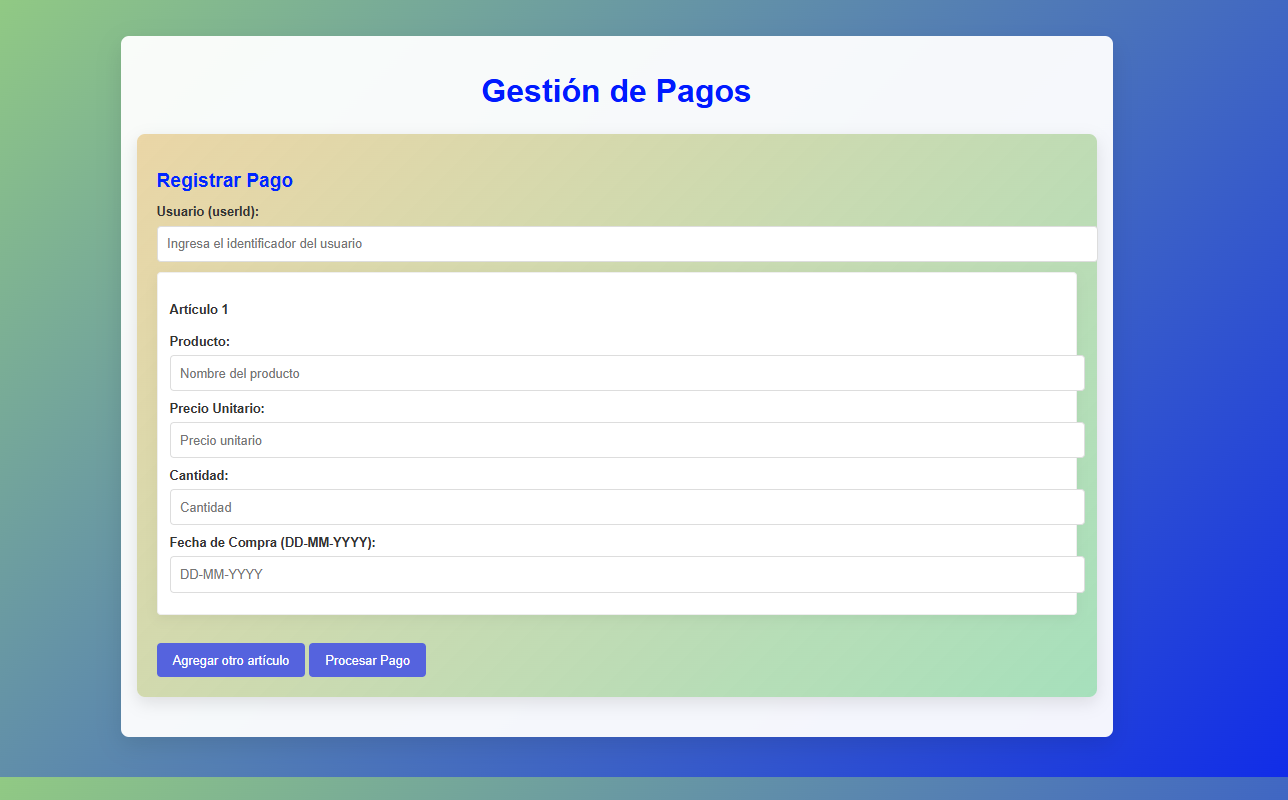 Gestión de Pagos
Registrar Pago
Usuario (userId):
Ingresa el identificador del usuario
Artículo 1
Producto:
Nombre del producto
Precio Unitario:
Precio unitario
Cantidad:
Cantidad
Fecha de Compra (DD-MM-YYYY):
DD-MM-YYYY
Agregar otro artículo Procesar Pago